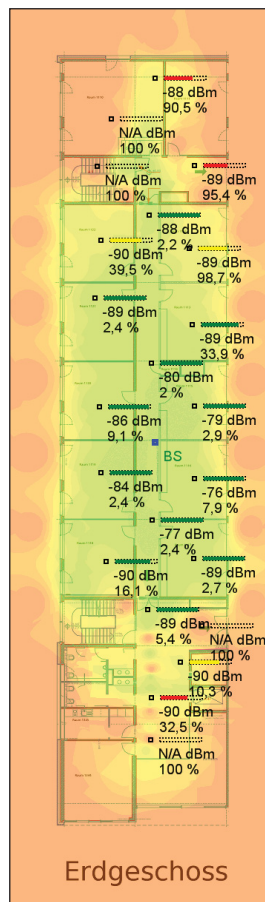 -88 dBm
90,5 %
N/A dBm
100 %
N/A dBm
100 %
-89 dBm
95,4 %
-88 dBm
2,2 %
-90 dBm
39,5 %
-89 dBm
98,7 %
-89 dBm
2,4 %
-89 dBm
33,9 %
-80 dBm
2 %
-86 dBm
9,1 %
-79 dBm
2,9 %
BS
-84 dBm
2,4 %
-76 dBm
7,9 %
-77 dBm
2,4 %
-90 dBm
16,1 %
-89 dBm
2,7 %
-89 dBm
5,4 %
N/A dBm
100 %
-90 dBm
10,3 %
-90 dBm
32,5 %
N/A dBm
100 %
Erdgeschoss